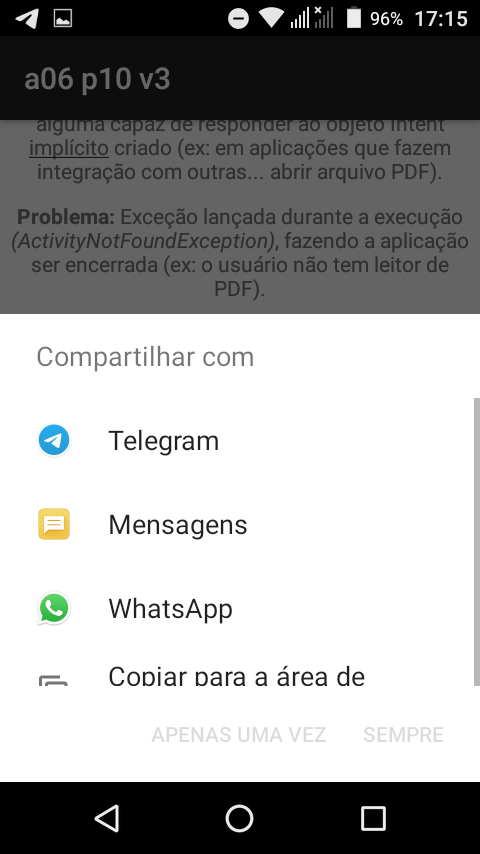 96% 17:15
a06 p10 v3
alguma capaz de responder ao objeto Intent
implícito criado (ex: em aplicações que fazem
integração com outras... abrir arquivo PDF).
Problema: Exceção lançada durante a execução
(ActivityNotFoundException), fazendo a aplicação
ser encerrada (ex: o usuário não tem leitor de
PDF).
Compartilhar com
Telegram
Mensagens
WhatsApp
Copiar para a área de
APENAS UMA VEZ SEMPRE